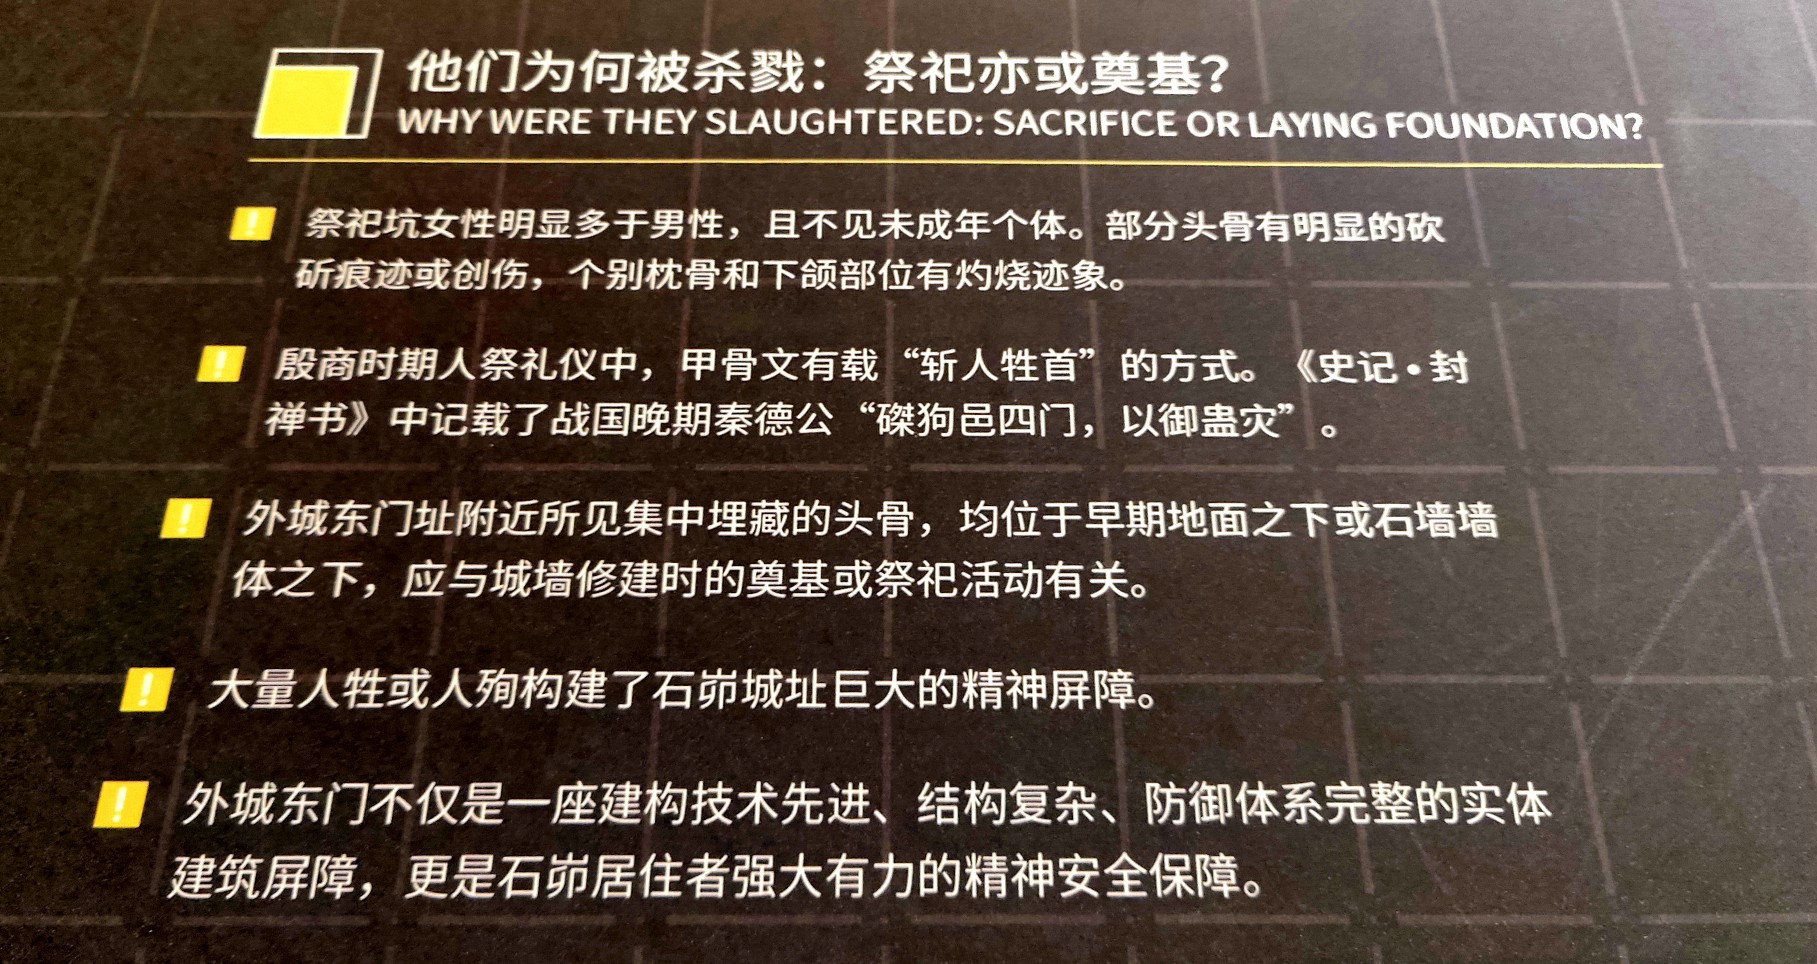 他们为何被杀戮：祭祀亦或奠基？
WHY WERE THEY SLAUGHTERED: SACRIFICE OR LAYING FOUNDATION?
祭祀坑女性明显多于男性，且不见未成年个体。部分头骨有明显的砍
斫痕迹或创伤，个别枕骨和下颌部位有灼烧迹象。
殷商时期人祭礼仪中，甲骨文有载“斩人牲首”的方式。《史记•封
禅书》中记载了战国晚期秦德公“磔狗邑四门，以御蛊灾”。
外城东门址附近所见集中埋藏的头骨，均位于早期地面之下或石墙墙
体之下，应与城墙修建时的奠基或祭祀活动有关。
大量人牲或人殉构建了石峁城址巨大的精神屏障。
外城东门不仅是一座建构技术先进、结构复杂、防御体系完整的实体
建筑屏障，更是石峁居住者强大有力的精神安全保障。